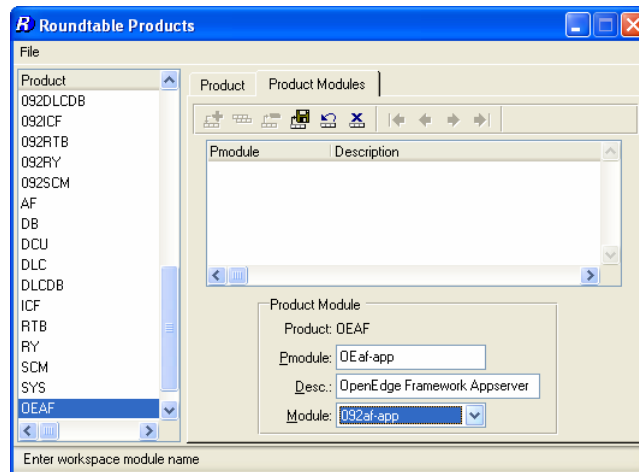 Roundtable Products
File
Product
092DLCDB
092ICF
092RTB
092RY
092SCM
AF
DB
DCU
DLC
DLCDB
ICF
RTB
RY
SCM
SYS
OEAF
Product Product Modules
Pmodule Description
Product Module
Product: OEAF
Pmodule: OEaf-app
Desc.: OpenEdge Framework Appserver
Module: 092af-app
Enter workspace module name